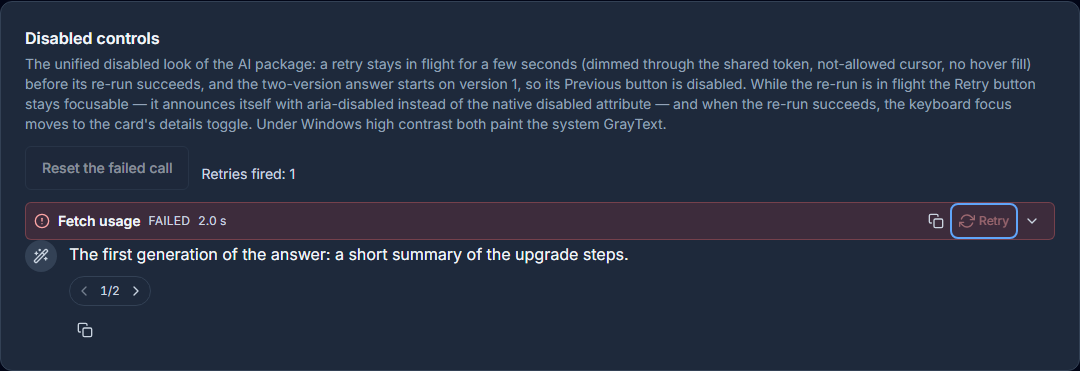 Disabled controls
The unified disabled look of the AI package: a retry stays in flight for a few seconds (dimmed through the shared token, not-allowed cursor, no hover fill)
before its re-run succeeds, and the two-version answer starts on version 1, so its Previous button is disabled. While the re-run is in flight the Retry button
stays focusable — it announces itself with aria-disabled instead of the native disabled attribute — and when the re-run succeeds, the keyboard focus
moves to the card's details toggle. Under Windows high contrast both paint the system GrayText.
Reset the failed call
Retries fired: 1
Fetch usage FAILED 2.0 s Retry
The first generation of the answer: a short summary of the upgrade steps.
1/2